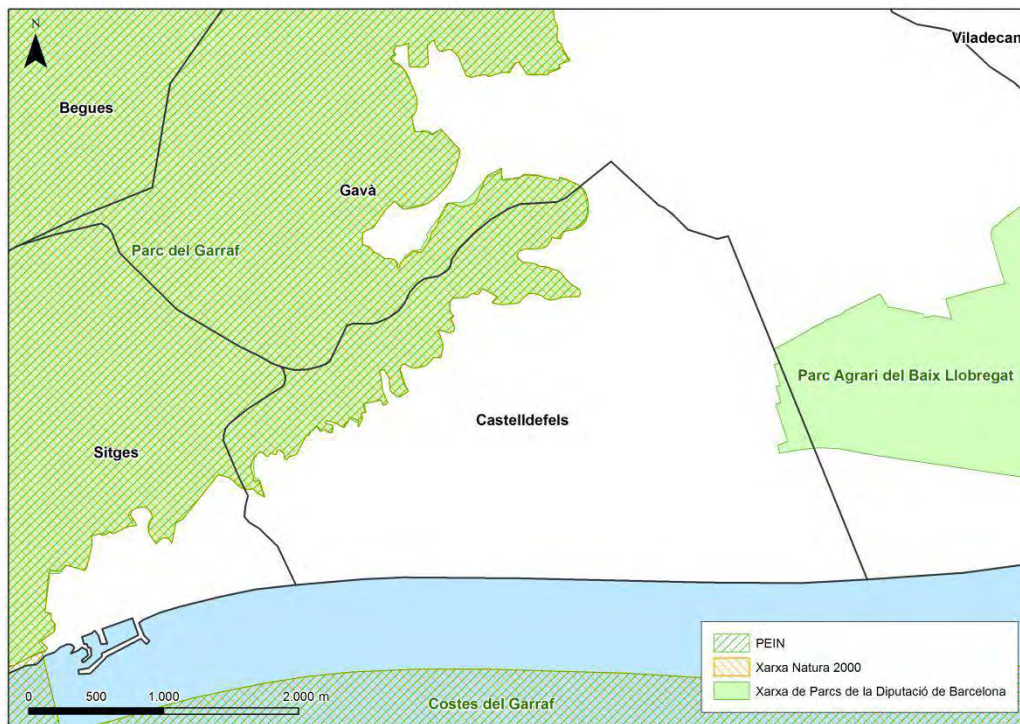 N
Viladecan
Begues
Gavà
Parc del Garraf
Parc Agrari del Baix Llobregat
Castelldefels
Sitges
PEIN
Xarxa Natura 2000
Xarxa de Parcs de la Diputació de Barcelona
0 500 1.000 2.000 m
Costes del Garraf